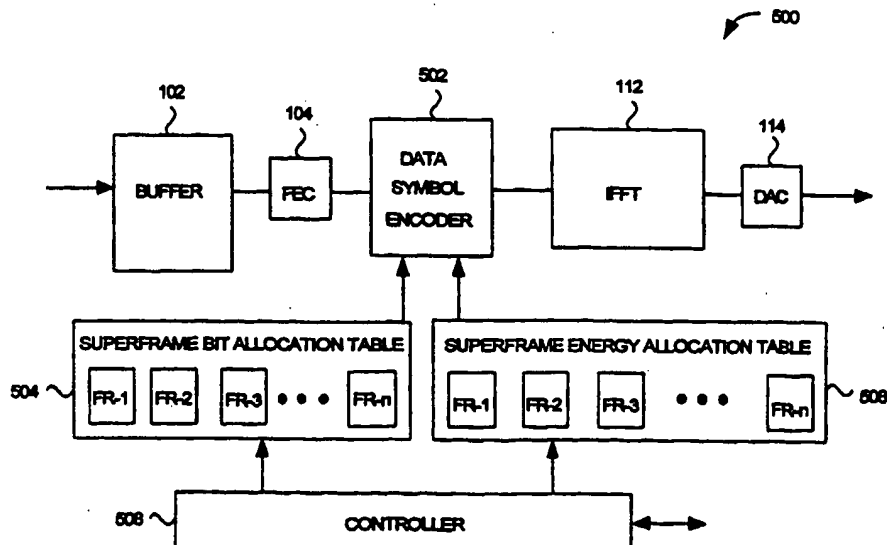 500
102
104
502
112
114
BUFFER
FEC
DATA
SYMBOL
ENCODER
IFFT
DAC
SUPERFRAME BIT ALLOCATION TABLE
FR-1 FR-2 FR-3 FR-n
504
SUPERFRAME ENERGY ALLOCATION TABLE
FR-1 FR-2 FR-3 FR-n
508
CONTROLLER